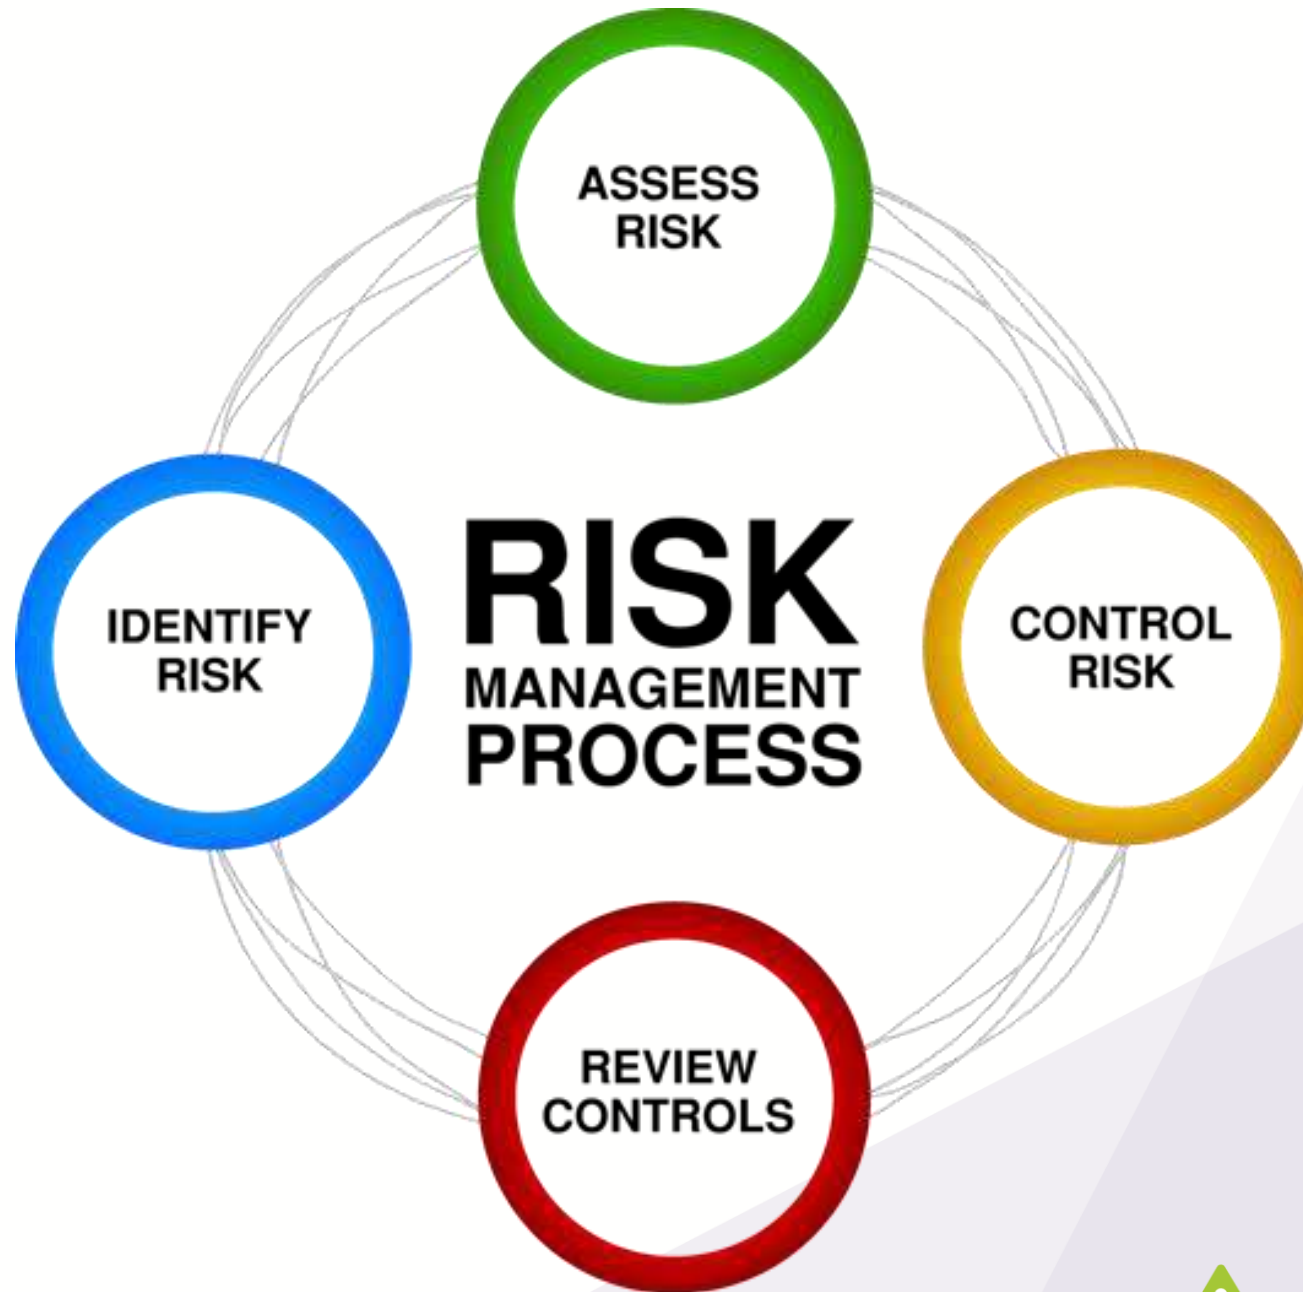 ASSESS
RISK
IDENTIFY
RISK
RISK
MANAGEMENT
PROCESS
CONTROL
RISK
REVIEW
CONTROLS